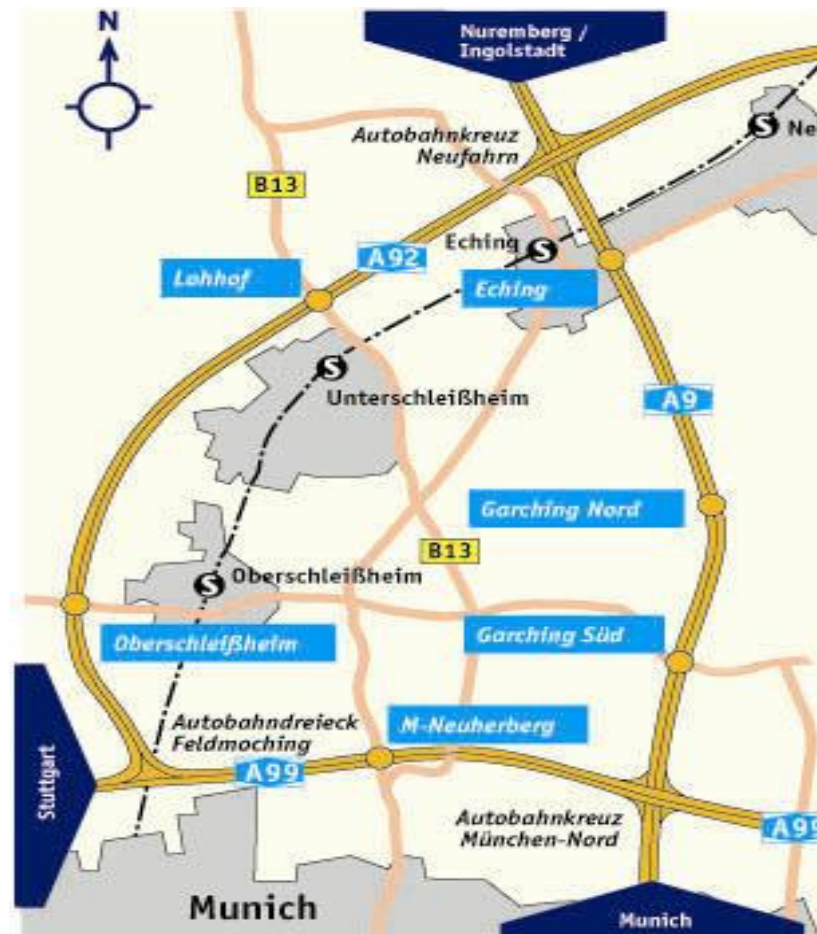 N
Nuremberg /
Ingolstadt
Autobahnkreuz
Neufahrn
S
Ne
B13
Eching
S
A92
Lohhof
Eching
S
Unterschleißheim
A9
Garching Nord
B13
S
Oberschleißheim
Oberschleißheim
Garching Süd
Autobahndreieck
Feldmoching
M-Neuherberg
A99
Stuttgart
Autobahnkreuz
München-Nord
A99
Munich
Munich